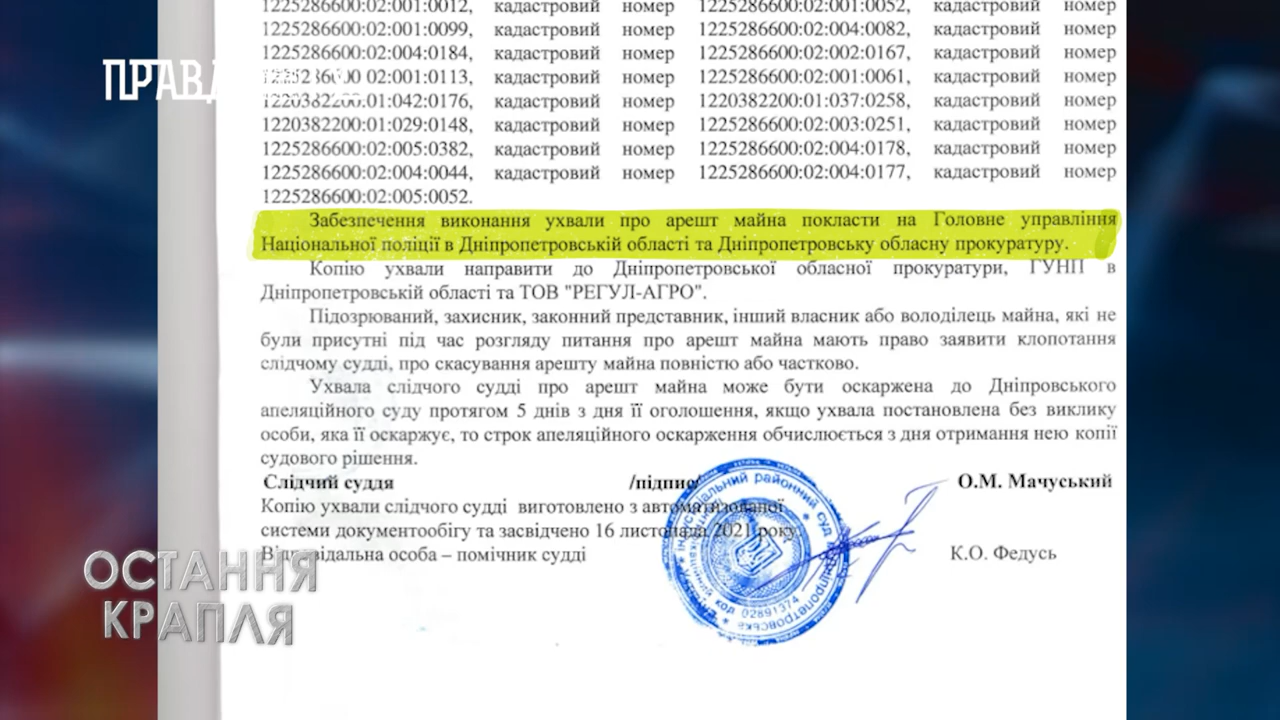 1225286600:02:001:0012, кадастровий номер 1225286600:02:001:0052, кадастровий номер
1225286600:02:001:0099, кадастровий номер 1225286600:02:004:0082, кадастровий номер
1225286600:02:004:0184, кадастровий номер 1225286600:02:002:0167, кадастровий номер
1225286600:02:001:0113, кадастровий номер 1225286600:02:001:0061, кадастровий номер
1220382200:01:042:0176, кадастровий номер 1220382200:01:037:0258, кадастровий номер
1220382200:01:029:0148, кадастровий номер 1225286600:02:003:0251, кадастровий номер
1225286600:02:005:0382, кадастровий номер 1225286600:02:004:0178, кадастровий номер
1225286600:02:004:0044, кадастровий номер 1225286600:02:004:0177, кадастровий номер
1225286600:02:005:0052.
Забезпечення виконання ухвали про арешт майна покласти на Головне управління
Національної поліції в Дніпропетровській області та Дніпропетровську обласну прокуратуру.
Копію ухвали направити до Дніпропетровської обласної прокуратури, ГУНП в
Дніпропетровській області та ТОВ "РЕГУЛ-АГРО".
Підозрюваний, захисник, законний представник, інший власник або володілець майна, які не
були присутні під час розгляду питання про арешт майна мають право заявити клопотання
слідчому судді, про скасування арешту майна повністю або частково.
Ухвала слідчого судді про арешт майна може бути оскаржена до Дніпровського
апеляційного суду протягом 5 днів з дня її оголошення, якщо ухвала постановлена без виклику
особи, яка її оскаржує, то строк апеляційного оскарження обчислюється з дня отримання нею копії
судового рішення.
Слідчий суддя /підпис/ О.М. Мачуський
Копію ухвали слідчого судді виготовлено з автоматизованої
системи документообігу та засвідчено 16 листопада 2021 року.
Відповідальна особа – помічник судді К.О. Федусь
ОСТАННЯ
КРАПЛЯ